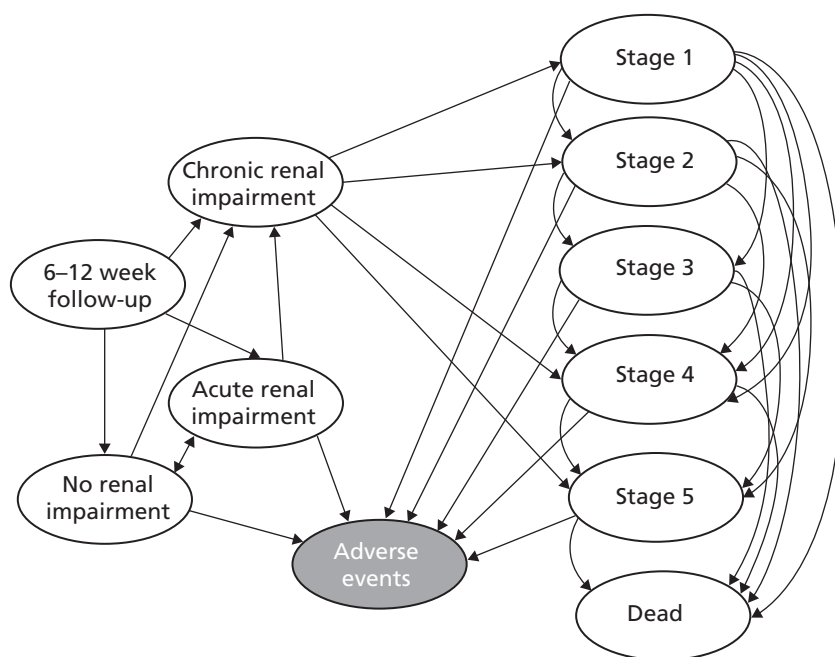 Stage 1
Stage 2
Chronic renal
impairment
6–12 week
follow-up
Stage 3
Acute renal
impairment
Stage 4
No renal
impairment
Stage 5
Adverse
events
Dead